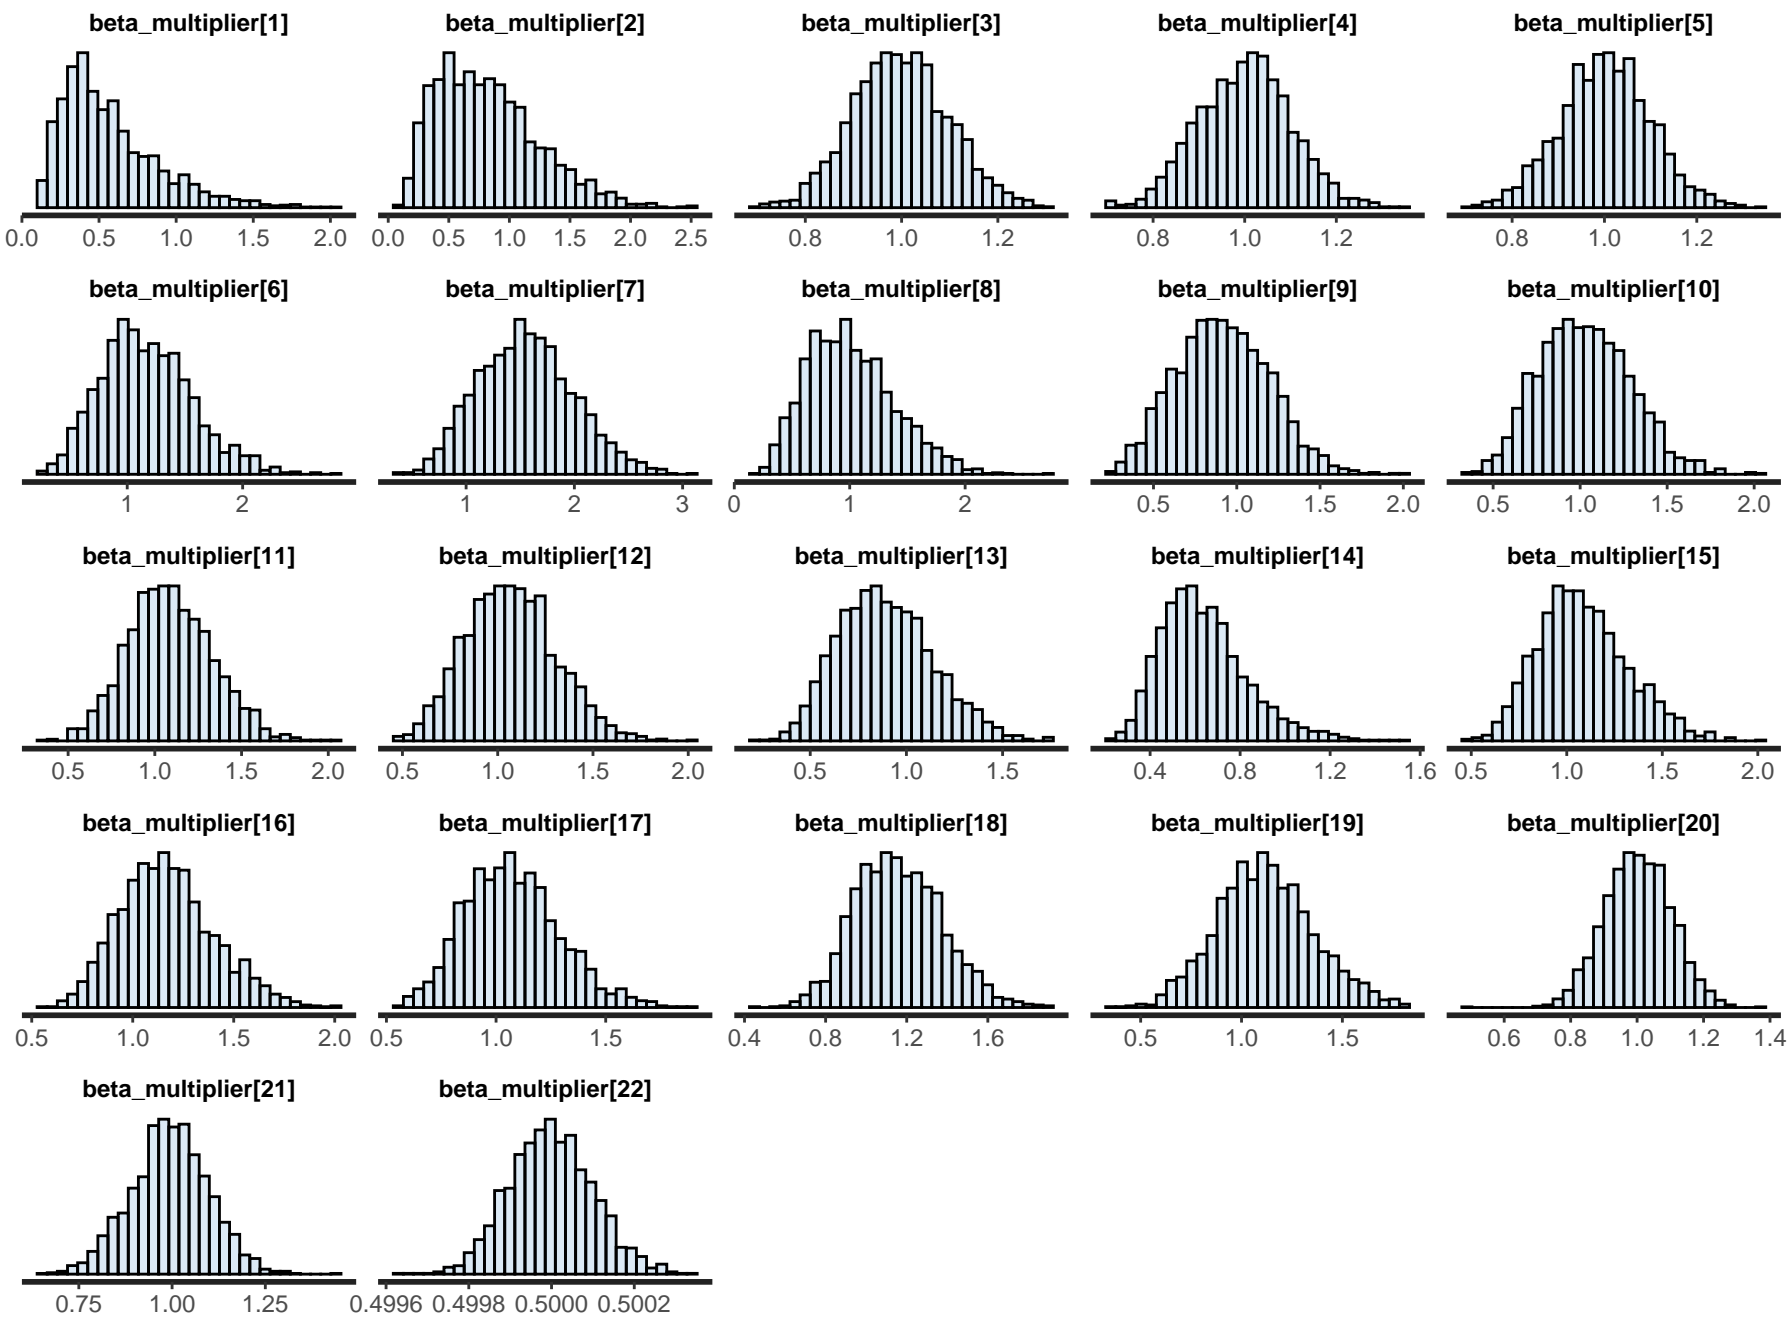 beta_multiplier[1] beta_multiplier[2] beta_multiplier[3] beta_multiplier[4] beta_multiplier[5]
0.0 0.5 1.0 1.5 2.0 0.0 0.5 1.0 1.5 2.0 2.5 0.8 1.0 1.2 0.8 1.0 1.2 0.8 1.0 1.2
beta_multiplier[6] beta_multiplier[7] beta_multiplier[8] beta_multiplier[9] beta_multiplier[10]
1 2 1 2 3 0 1 2 0.5 1.0 1.5 2.0 0.5 1.0 1.5 2.0
beta_multiplier[11] beta_multiplier[12] beta_multiplier[13] beta_multiplier[14] beta_multiplier[15]
0.5 1.0 1.5 2.0 0.5 1.0 1.5 2.0 0.5 1.0 1.5 0.4 0.8 1.2 1.6 0.5 1.0 1.5 2.0
beta_multiplier[16] beta_multiplier[17] beta_multiplier[18] beta_multiplier[19] beta_multiplier[20]
0.5 1.0 1.5 2.0 0.5 1.0 1.5 0.4 0.8 1.2 1.6 0.5 1.0 1.5 0.6 0.8 1.0 1.2 1.4
beta_multiplier[21] beta_multiplier[22]
0.75 1.00 1.25 0.4996 0.4998 0.5000 0.5002